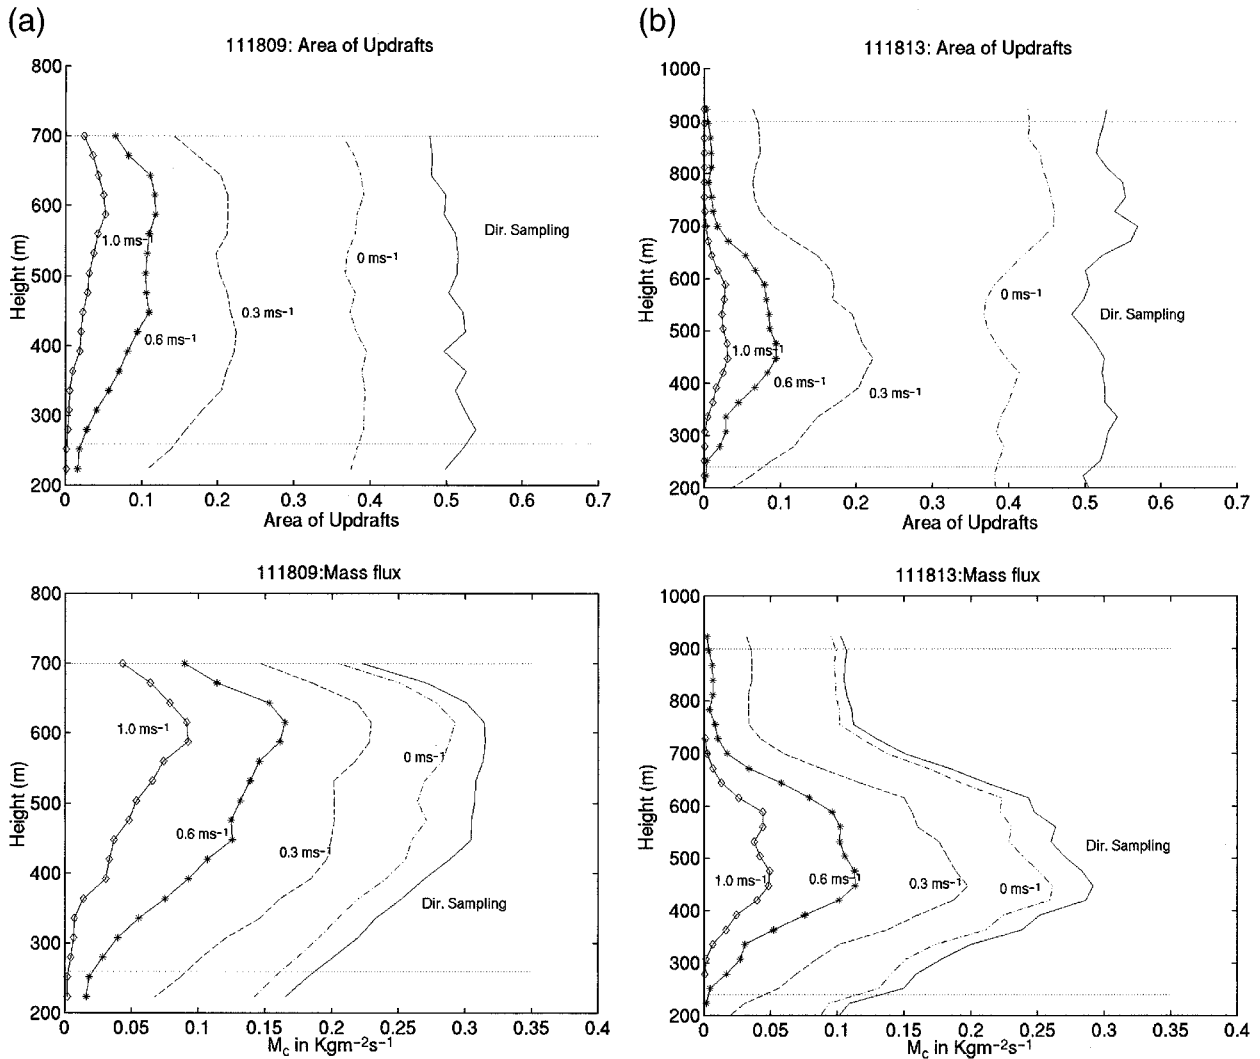 (a)
111809: Area of Updrafts
800
700
600
500
400
300
200
Height (m)
1.0 ms⁻¹
0.6 ms⁻¹
0.3 ms⁻¹
0 ms⁻¹
Dir. Sampling
0 0.1 0.2 0.3 0.4 0.5 0.6 0.7
Area of Updrafts
(b)
111813: Area of Updrafts
1000
900
800
700
600
500
400
300
200
Height (m)
1.0 ms⁻¹
0.6 ms⁻¹
0.3 ms⁻¹
0 ms⁻¹
Dir. Sampling
0 0.1 0.2 0.3 0.4 0.5 0.6 0.7
Area of Updrafts
111809:Mass flux
800
700
600
500
400
300
200
Height (m)
1.0 ms⁻¹
0.6 ms⁻¹
0.3 ms⁻¹
0 ms⁻¹
Dir. Sampling
0 0.05 0.1 0.15 0.2 0.25 0.3 0.35 0.4
M_c in Kgm⁻²s⁻¹
111813:Mass flux
1000
900
800
700
600
500
400
300
200
Height (m)
1.0 ms⁻¹
0.6 ms⁻¹
0.3 ms⁻¹
0 ms⁻¹
Dir. Sampling
0 0.05 0.1 0.15 0.2 0.25 0.3 0.35 0.4
M_c in Kgm⁻²s⁻¹